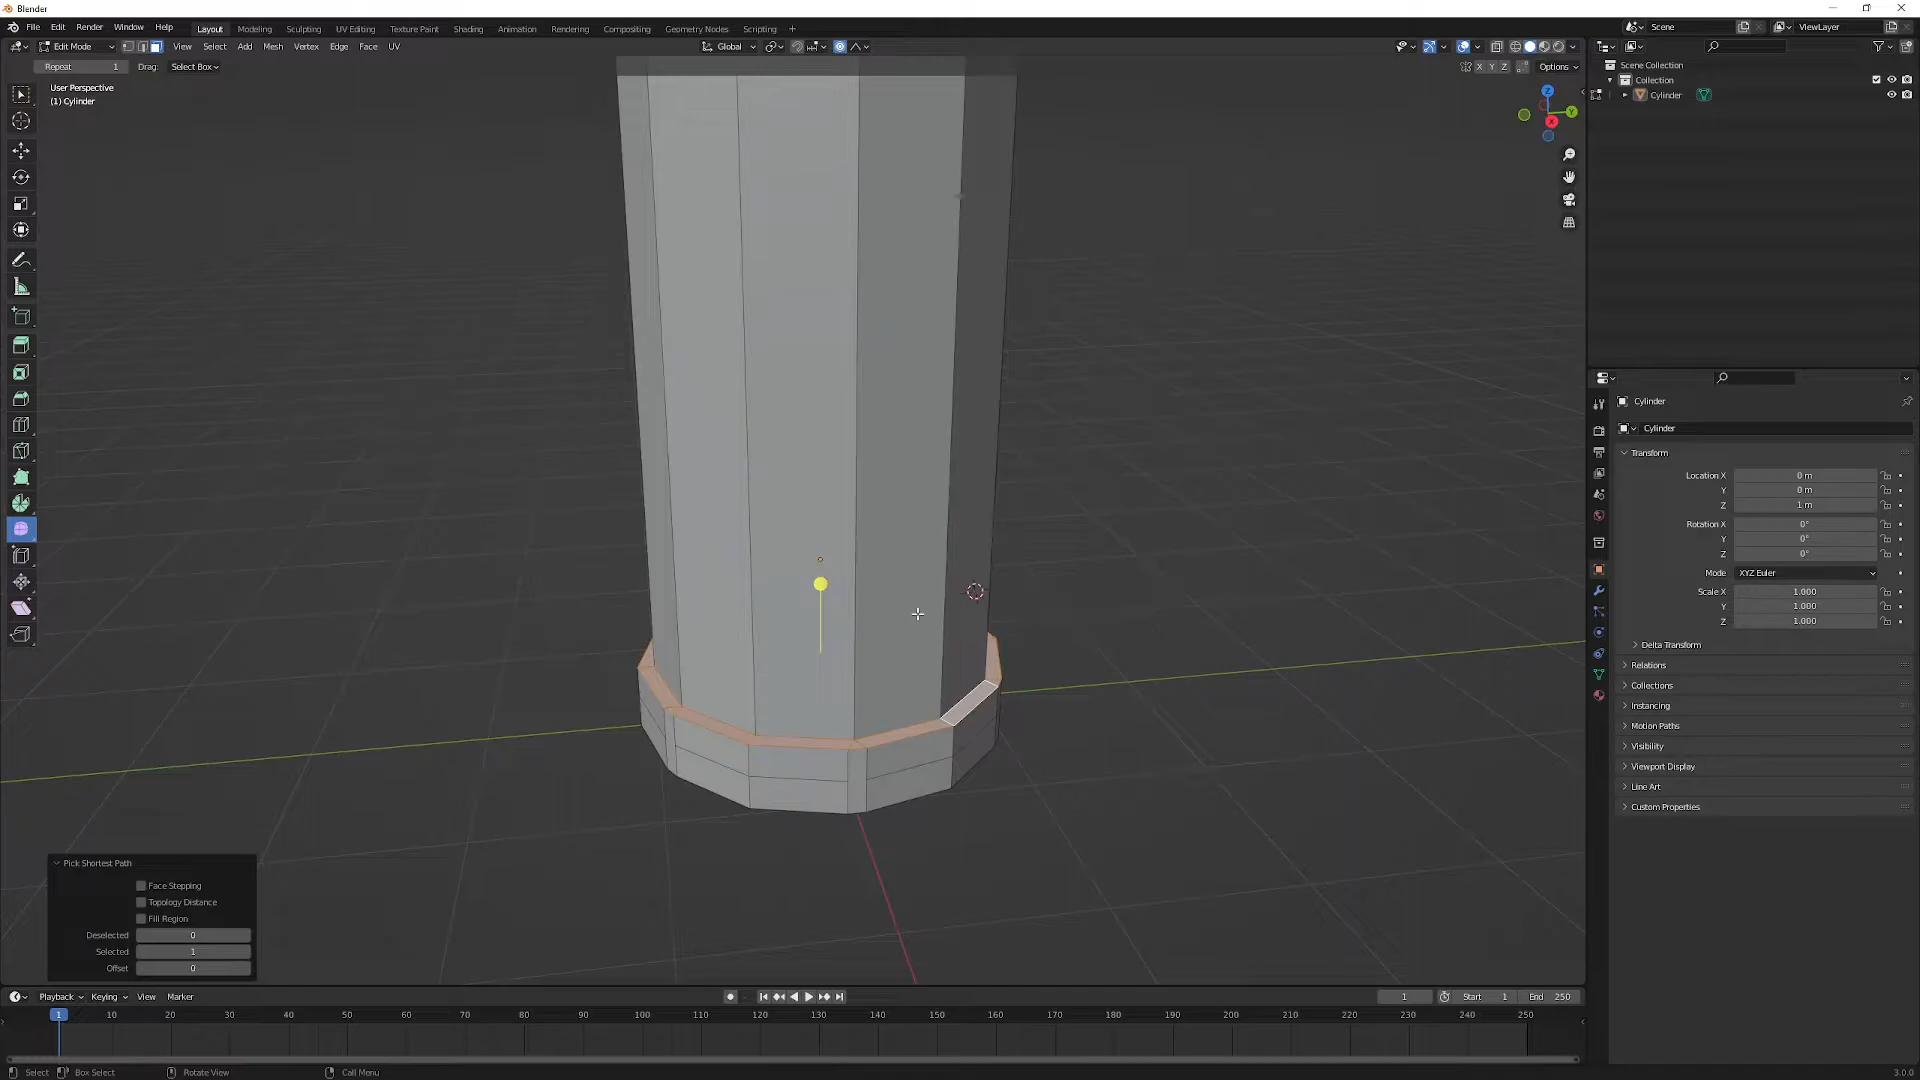 Blender
File Edit Render Window Help
Layout Modeling Sculpting UV Editing Texture Paint Shading Animation Rendering Compositing Geometry Nodes Scripting +
Scene
ViewLayer
Edit Mode View Select Add Mesh Vertex Edge Face UV
Global
Repeat 1 Drag: Select Box
X Y Z Options
User Perspective
(1) Cylinder
Z
Y
X
Scene Collection
Collection
Cylinder
Cylinder
Cylinder
Transform
Location X 0 m
Y 0 m
Z 1 m
Rotation X 0°
Y 0°
Z 0°
Mode XYZ Euler
Scale X 1.000
Y 1.000
Z 1.000
Delta Transform
Relations
Collections
Instancing
Motion Paths
Visibility
Viewport Display
Line Art
Custom Properties
Pick Shortest Path
Face Stepping
Topology Distance
Fill Region
Deselected 0
Selected 1
Offset 0
Playback Keying View Marker
1 Start 1 End 250
1 10 20 30 40 50 60 70 80 90 100 110 120 130 140 150 160 170 180 190 200 210 220 230 240 250
Select Box Select Rotate View Call Menu
3.0.0